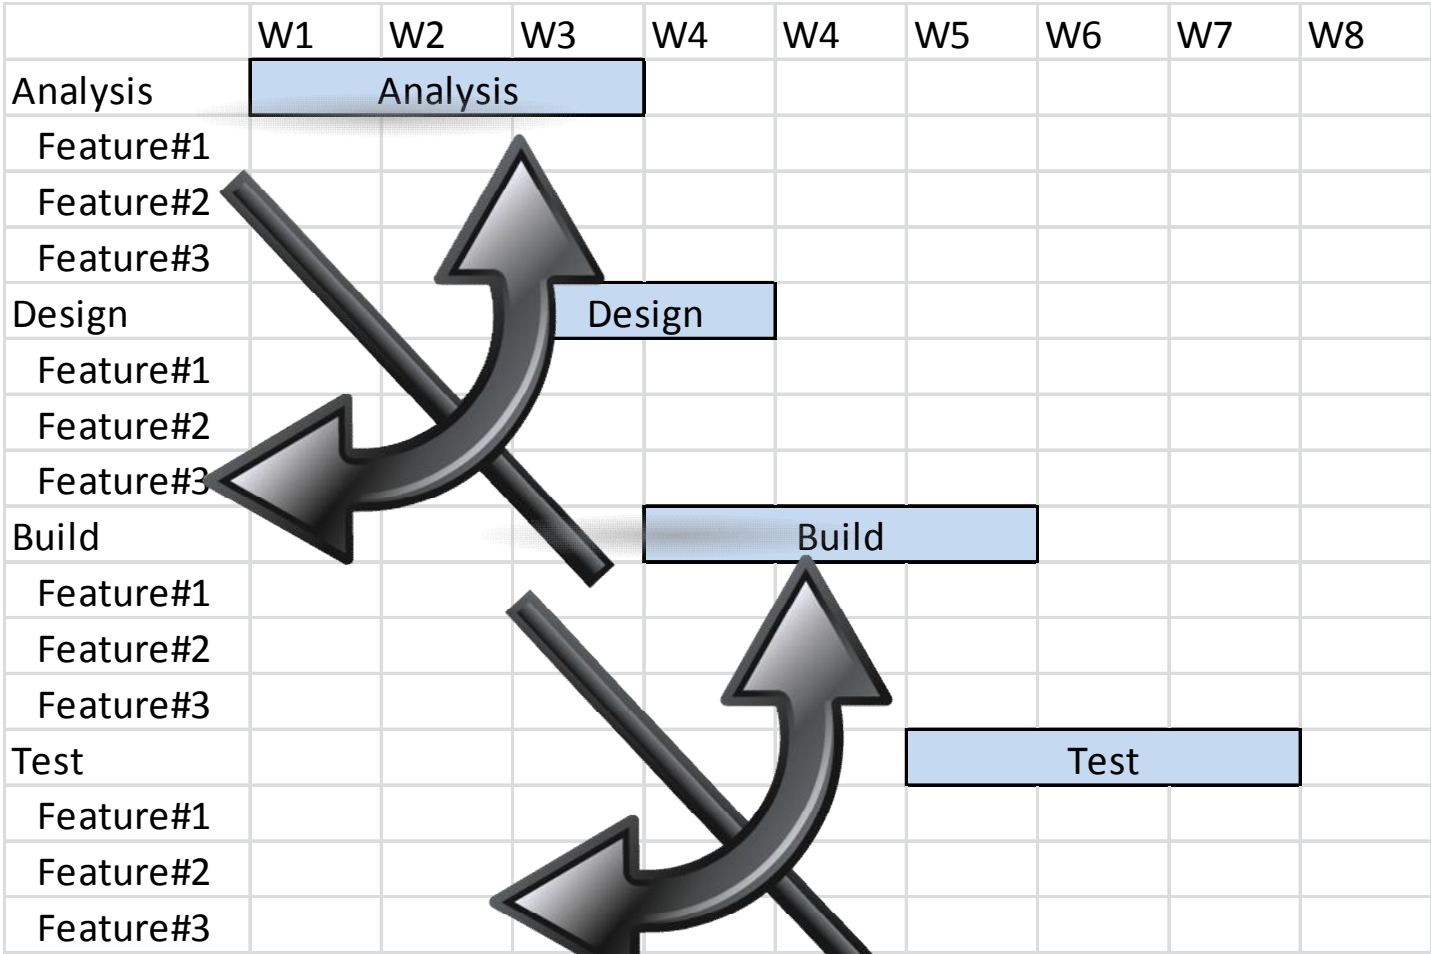 W1 W2 W3 W4 W4 W5 W6 W7 W8
Analysis Analysis
Feature#1
Feature#2
Feature#3
Design Design
Feature#1
Feature#2
Feature#3
Build Build
Feature#1
Feature#2
Feature#3
Test Test
Feature#1
Feature#2
Feature#3